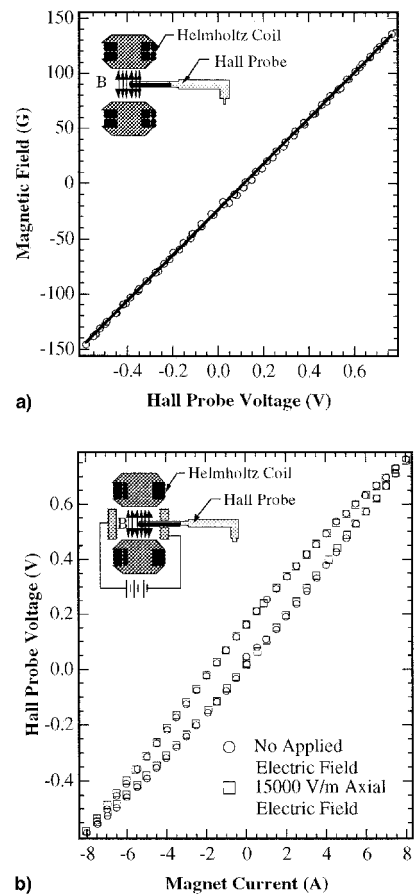 150
Helmholtz Coil
Hall Probe
B
100
50
0
-50
-100
-150
Magnetic Field (G)
-0.4
-0.2
0.0
0.2
0.4
0.6
Hall Probe Voltage (V)
a)
Helmholtz Coil
Hall Probe
B
0.6
0.4
0.2
0.0
-0.2
-0.4
Hall Probe Voltage (V)
No Applied
Electric Field
15000 V/m Axial
Electric Field
-8
-6
-4
-2
0
2
4
6
8
Magnet Current (A)
b)